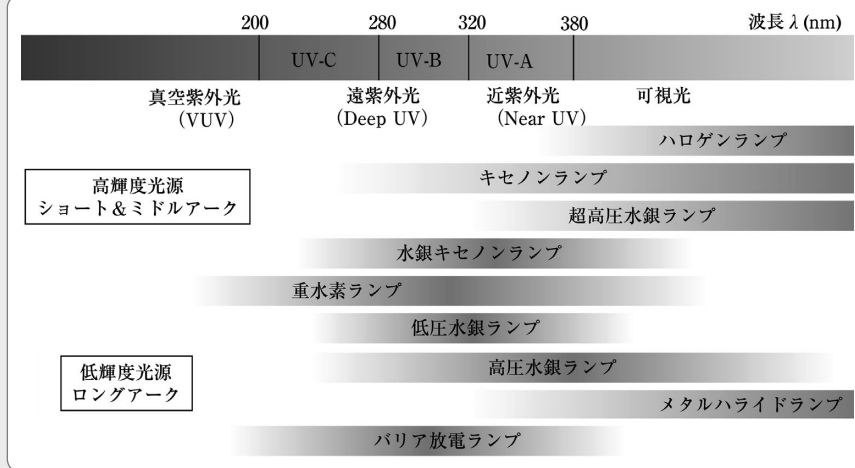 200 280 320 380 波長 λ (nm)
UV-C UV-B UV-A
真空紫外光 遠紫外光 近紫外光 可視光
(VUV) (Deep UV) (Near UV)
ハロゲンランプ
キセノンランプ
高輝度光源
ショート＆ミドルアーク
超高圧水銀ランプ
水銀キセノンランプ
重水素ランプ
低圧水銀ランプ
高圧水銀ランプ
低輝度光源
ロングアーク
メタルハライドランプ
バリア放電ランプ